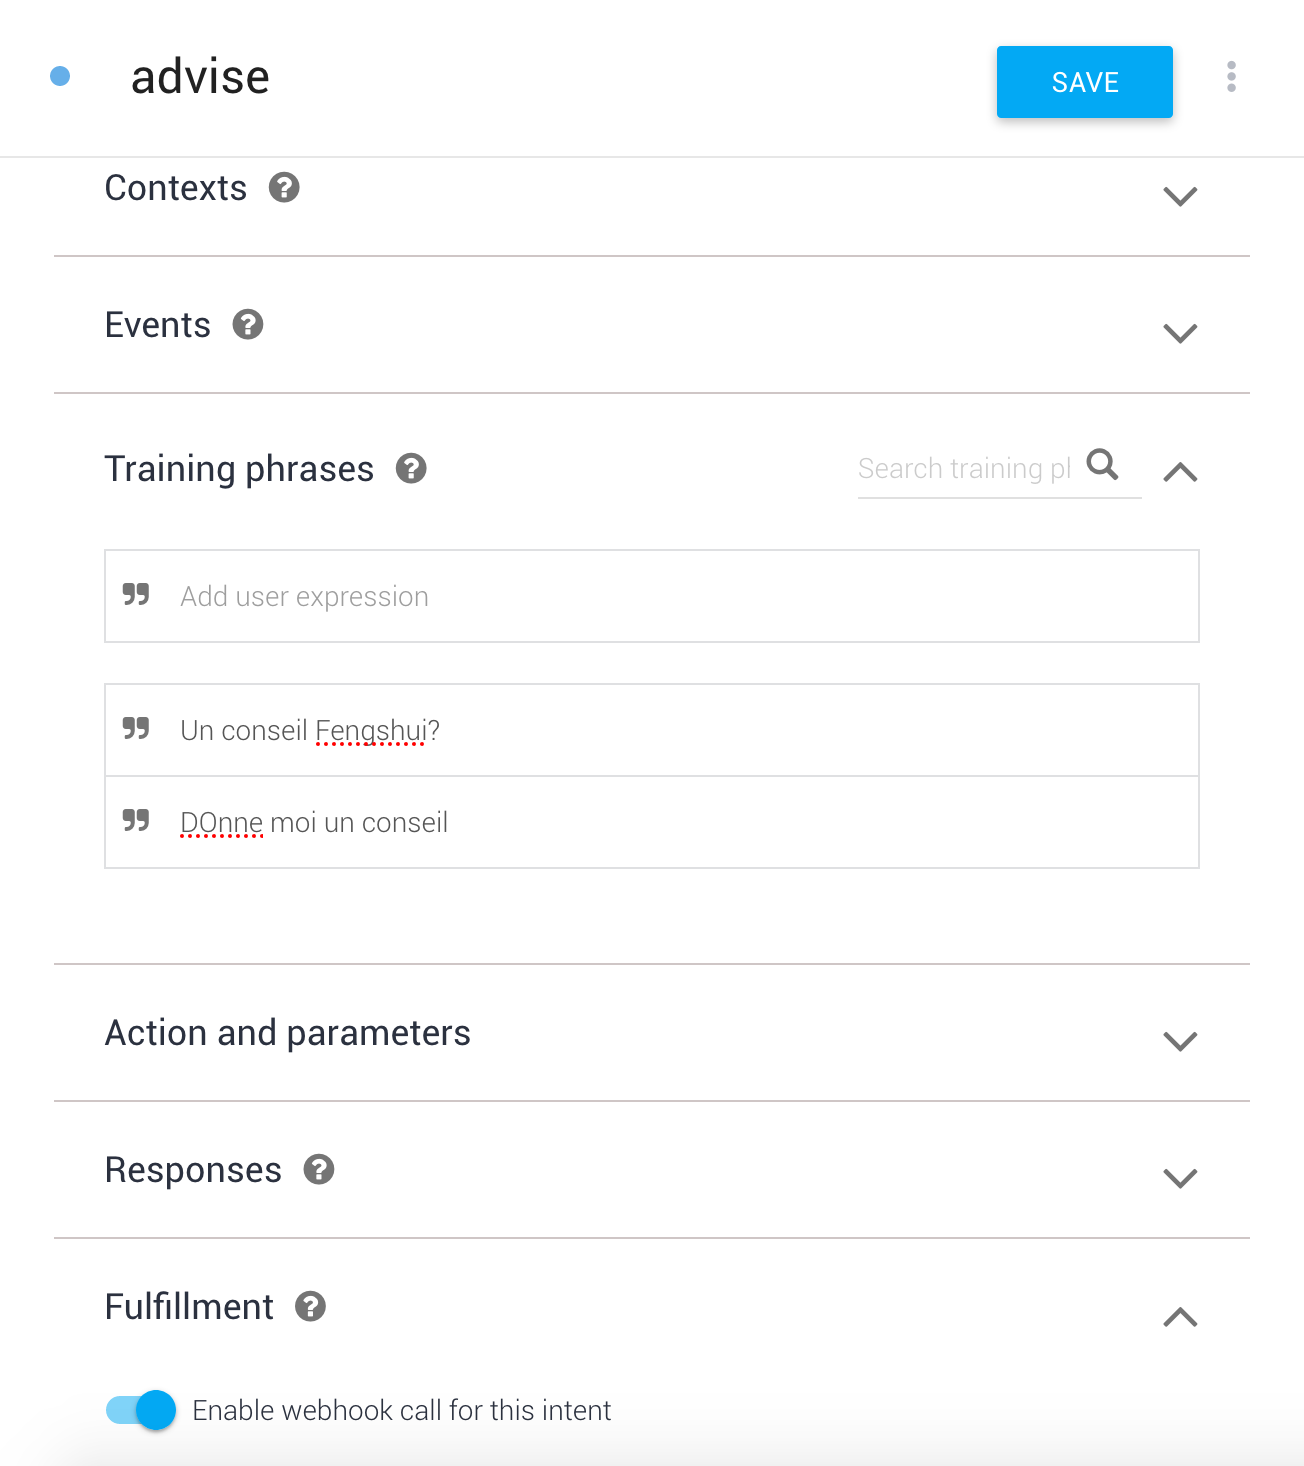 advise
SAVE
Contexts
Events
Training phrases
Search training pl
Add user expression
Un conseil Fengshui?
DOnne moi un conseil
Action and parameters
Responses
Fulfillment
Enable webhook call for this intent